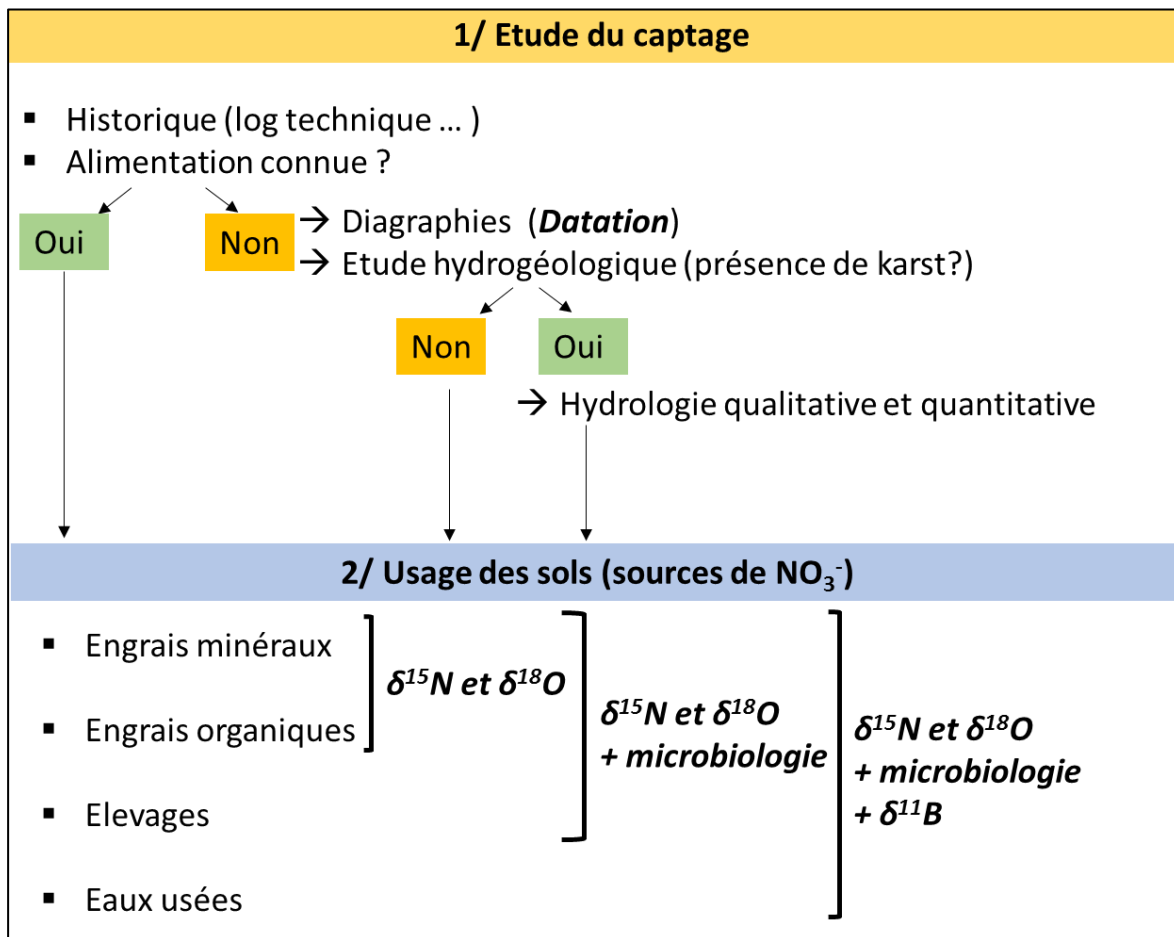 1/ Etude du captage
▪ Historique (log technique … )
▪ Alimentation connue ?
Oui
Non
→ Diagraphies (Datation)
→ Etude hydrogéologique (présence de karst?)
Non
Oui
→ Hydrologie qualitative et quantitative
2/ Usage des sols (sources de NO₃⁻)
▪ Engrais minéraux
▪ Engrais organiques
▪ Elevages
▪ Eaux usées
δ¹⁵N et δ¹⁸O
δ¹⁵N et δ¹⁸O
+ microbiologie
δ¹⁵N et δ¹⁸O
+ microbiologie
+ δ¹¹B